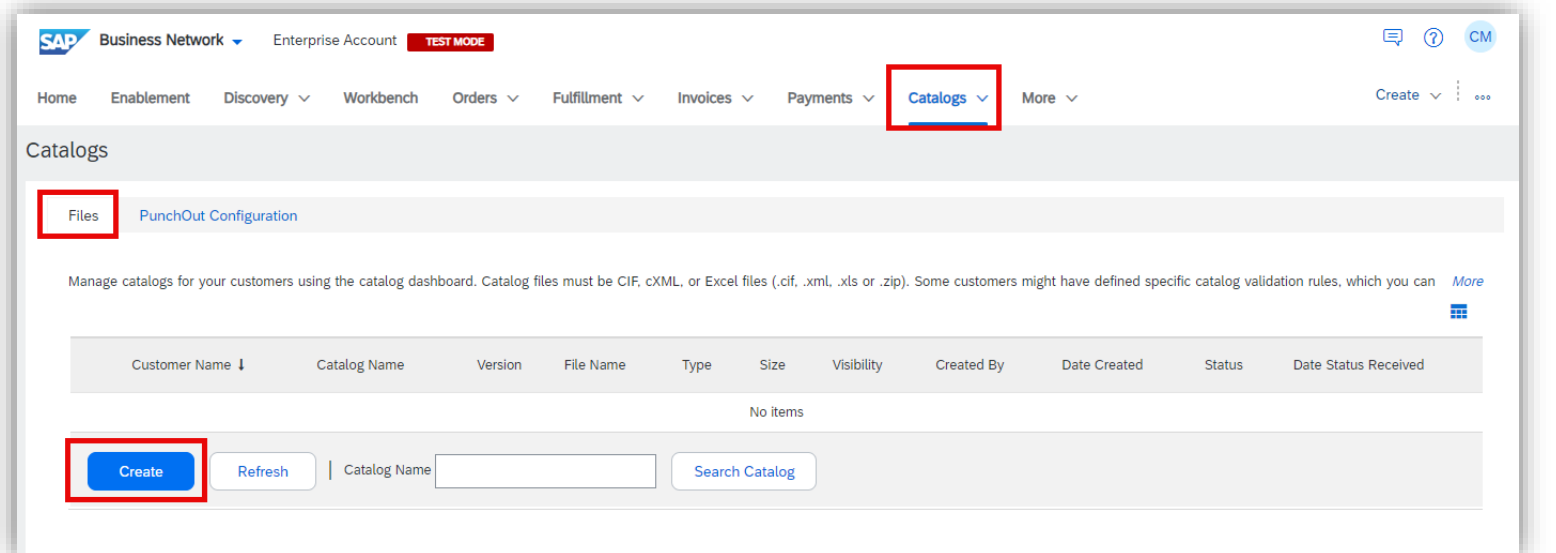 SAP Business Network Enterprise Account TEST MODE CM
Home Enablement Discovery Workbench Orders Fulfillment Invoices Payments Catalogs More Create
Catalogs
Files PunchOut Configuration
Manage catalogs for your customers using the catalog dashboard. Catalog files must be CIF, cXML, or Excel files (.cif, .xml, .xls or .zip). Some customers might have defined specific catalog validation rules, which you can More
Customer Name Catalog Name Version File Name Type Size Visibility Created By Date Created Status Date Status Received
No items
Create Refresh | Catalog Name Search Catalog